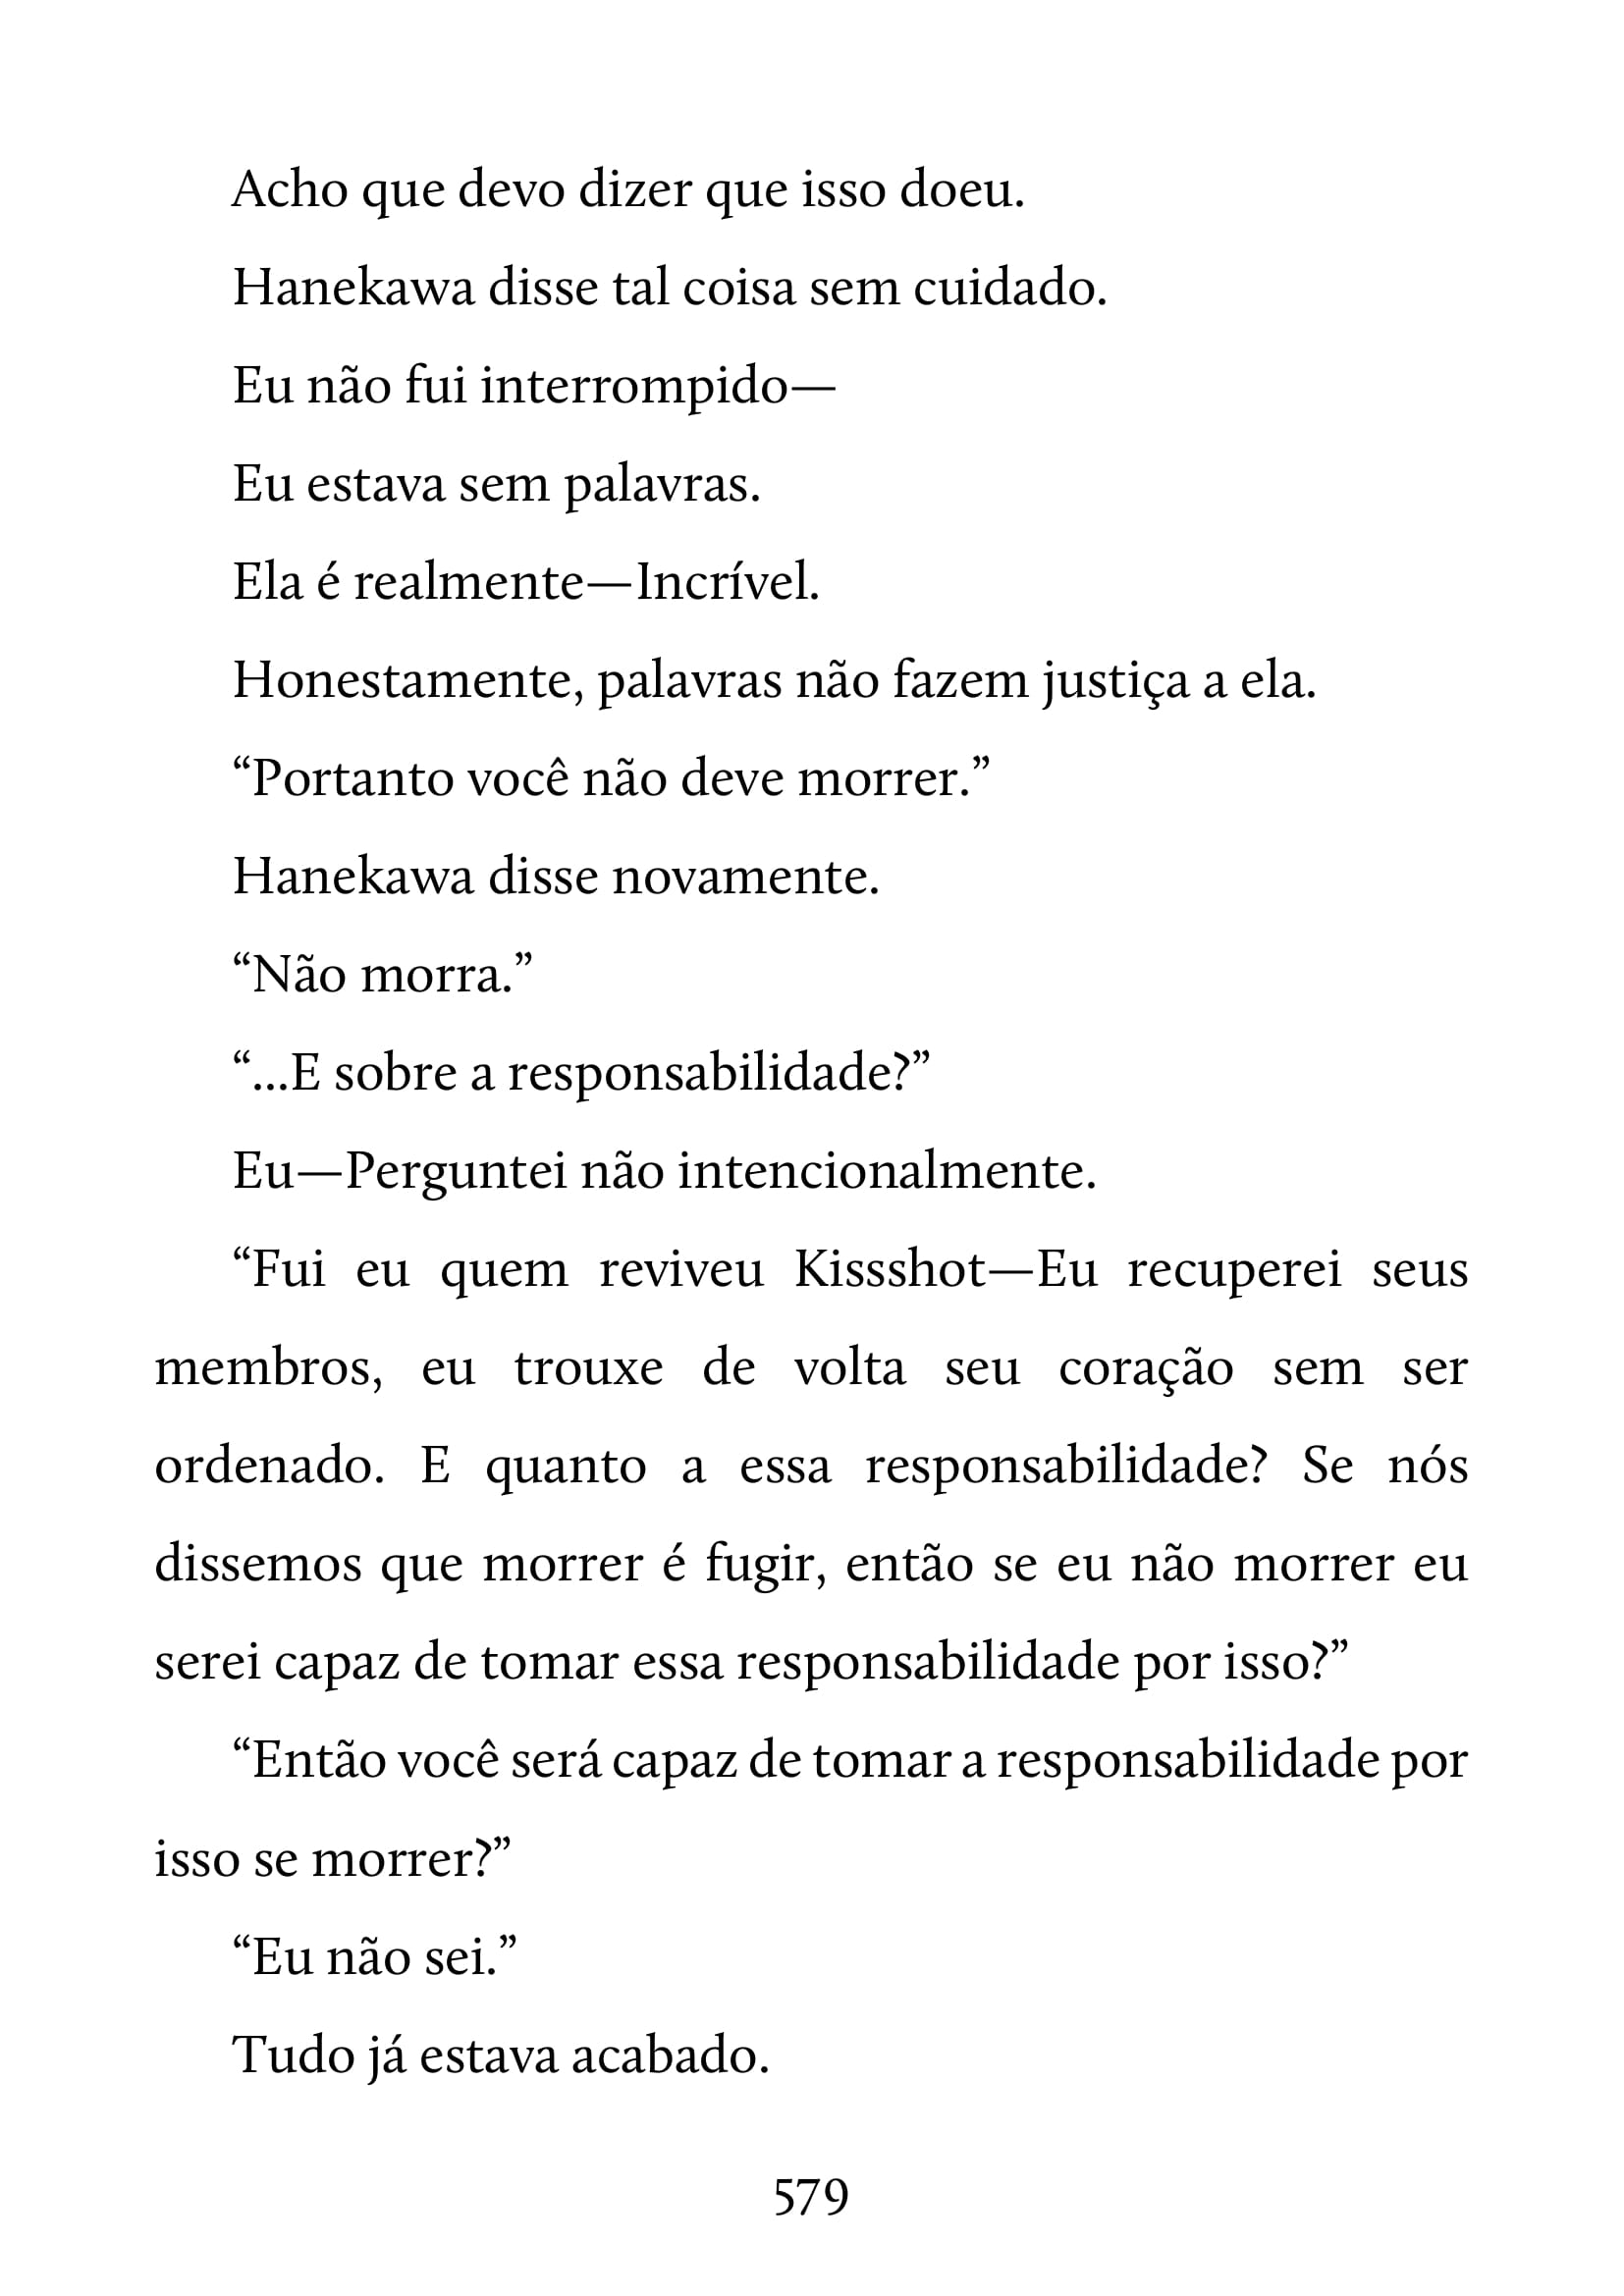 Acho que devo dizer que isso doeu.
Hanekawa disse tal coisa sem cuidado.
Eu não fui interrompido—
Eu estava sem palavras.
Ela é realmente—Incrível.
Honestamente, palavras não fazem justiça a ela.
“Portanto você não deve morrer.”
Hanekawa disse novamente.
“Não morra.”
“...E sobre a responsabilidade?”
Eu—Perguntei não intencionalmente.
“Fui eu quem reviveu Kissshot—Eu recuperei seus
membros, eu trouxe de volta seu coração sem ser
ordenado. E quanto a essa responsabilidade? Se nós
dissemos que morrer é fugir, então se eu não morrer eu
serei capaz de tomar essa responsabilidade por isso?”
“Então você será capaz de tomar a responsabilidade por
isso se morrer?”
“Eu não sei.”
Tudo já estava acabado.
579